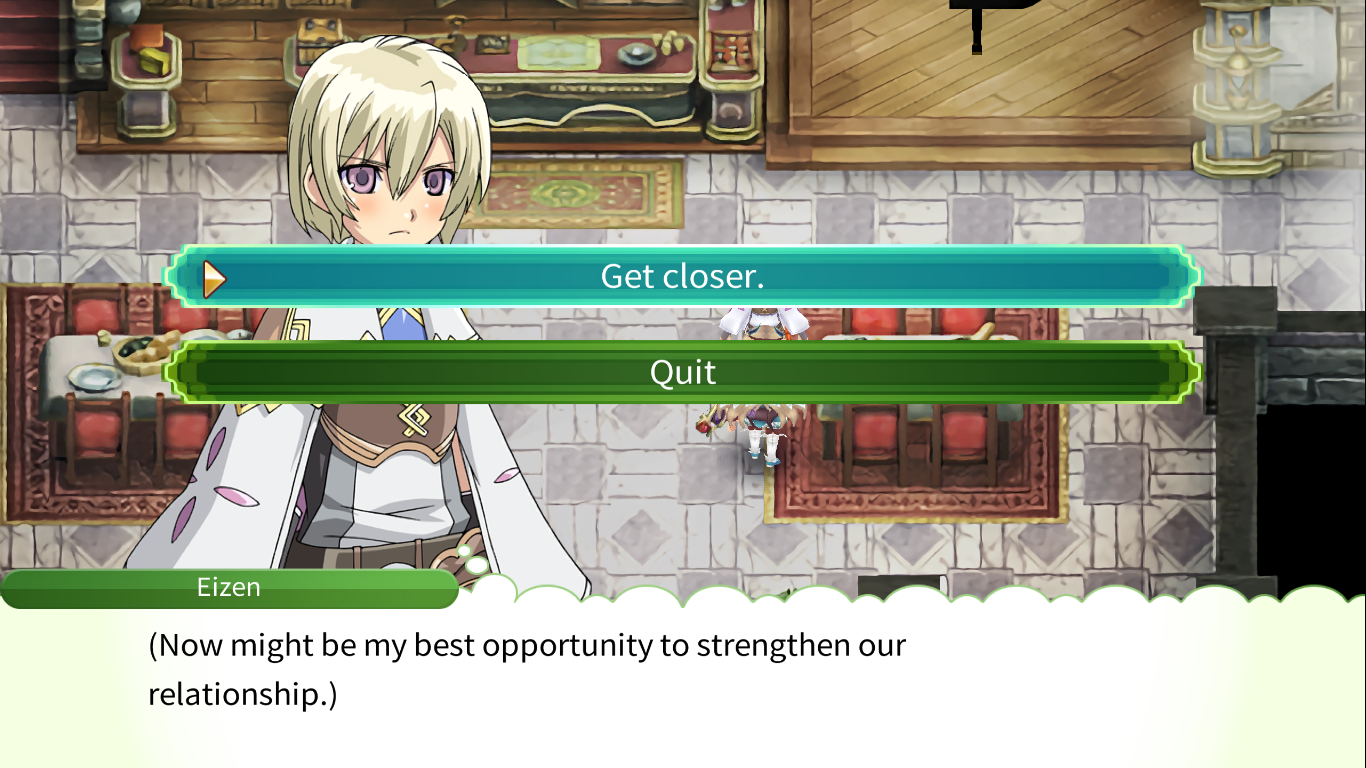 Get closer.
Quit
Eizen
(Now might be my best opportunity to strengthen our
relationship.)